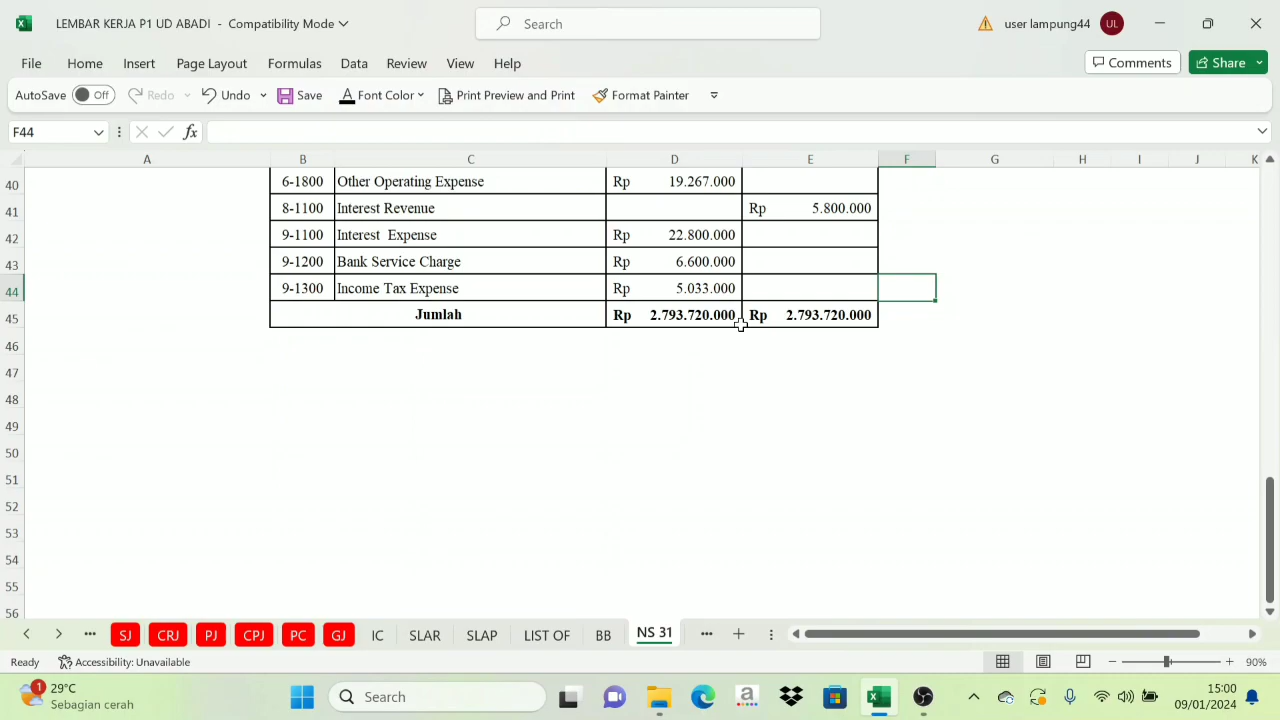 LEMBAR KERJA P1 UD ABADI - Compatibility Mode
Search
user lampung44
UL
File Home Insert Page Layout Formulas Data Review View Help
Comments
Share
AutoSave Off
Redo
Undo
Save
Font Color
Print Preview and Print
Format Painter
F44
fx
A B C D E F G H I J K
40 6-1800 Other Operating Expense Rp 19.267.000
41 8-1100 Interest Revenue Rp 5.800.000
42 9-1100 Interest Expense Rp 22.800.000
43 9-1200 Bank Service Charge Rp 6.600.000
44 9-1300 Income Tax Expense Rp 5.033.000
45 Jumlah Rp 2.793.720.000 Rp 2.793.720.000
46
47
48
49
50
51
52
53
54
55
56
SJ CRJ PJ CPJ PC GJ IC SLAR SLAP LIST OF BB NS 31
Ready
Accessibility: Unavailable
90%
1
29°C
Sebagian cerah
Search
a
15:00
09/01/2024